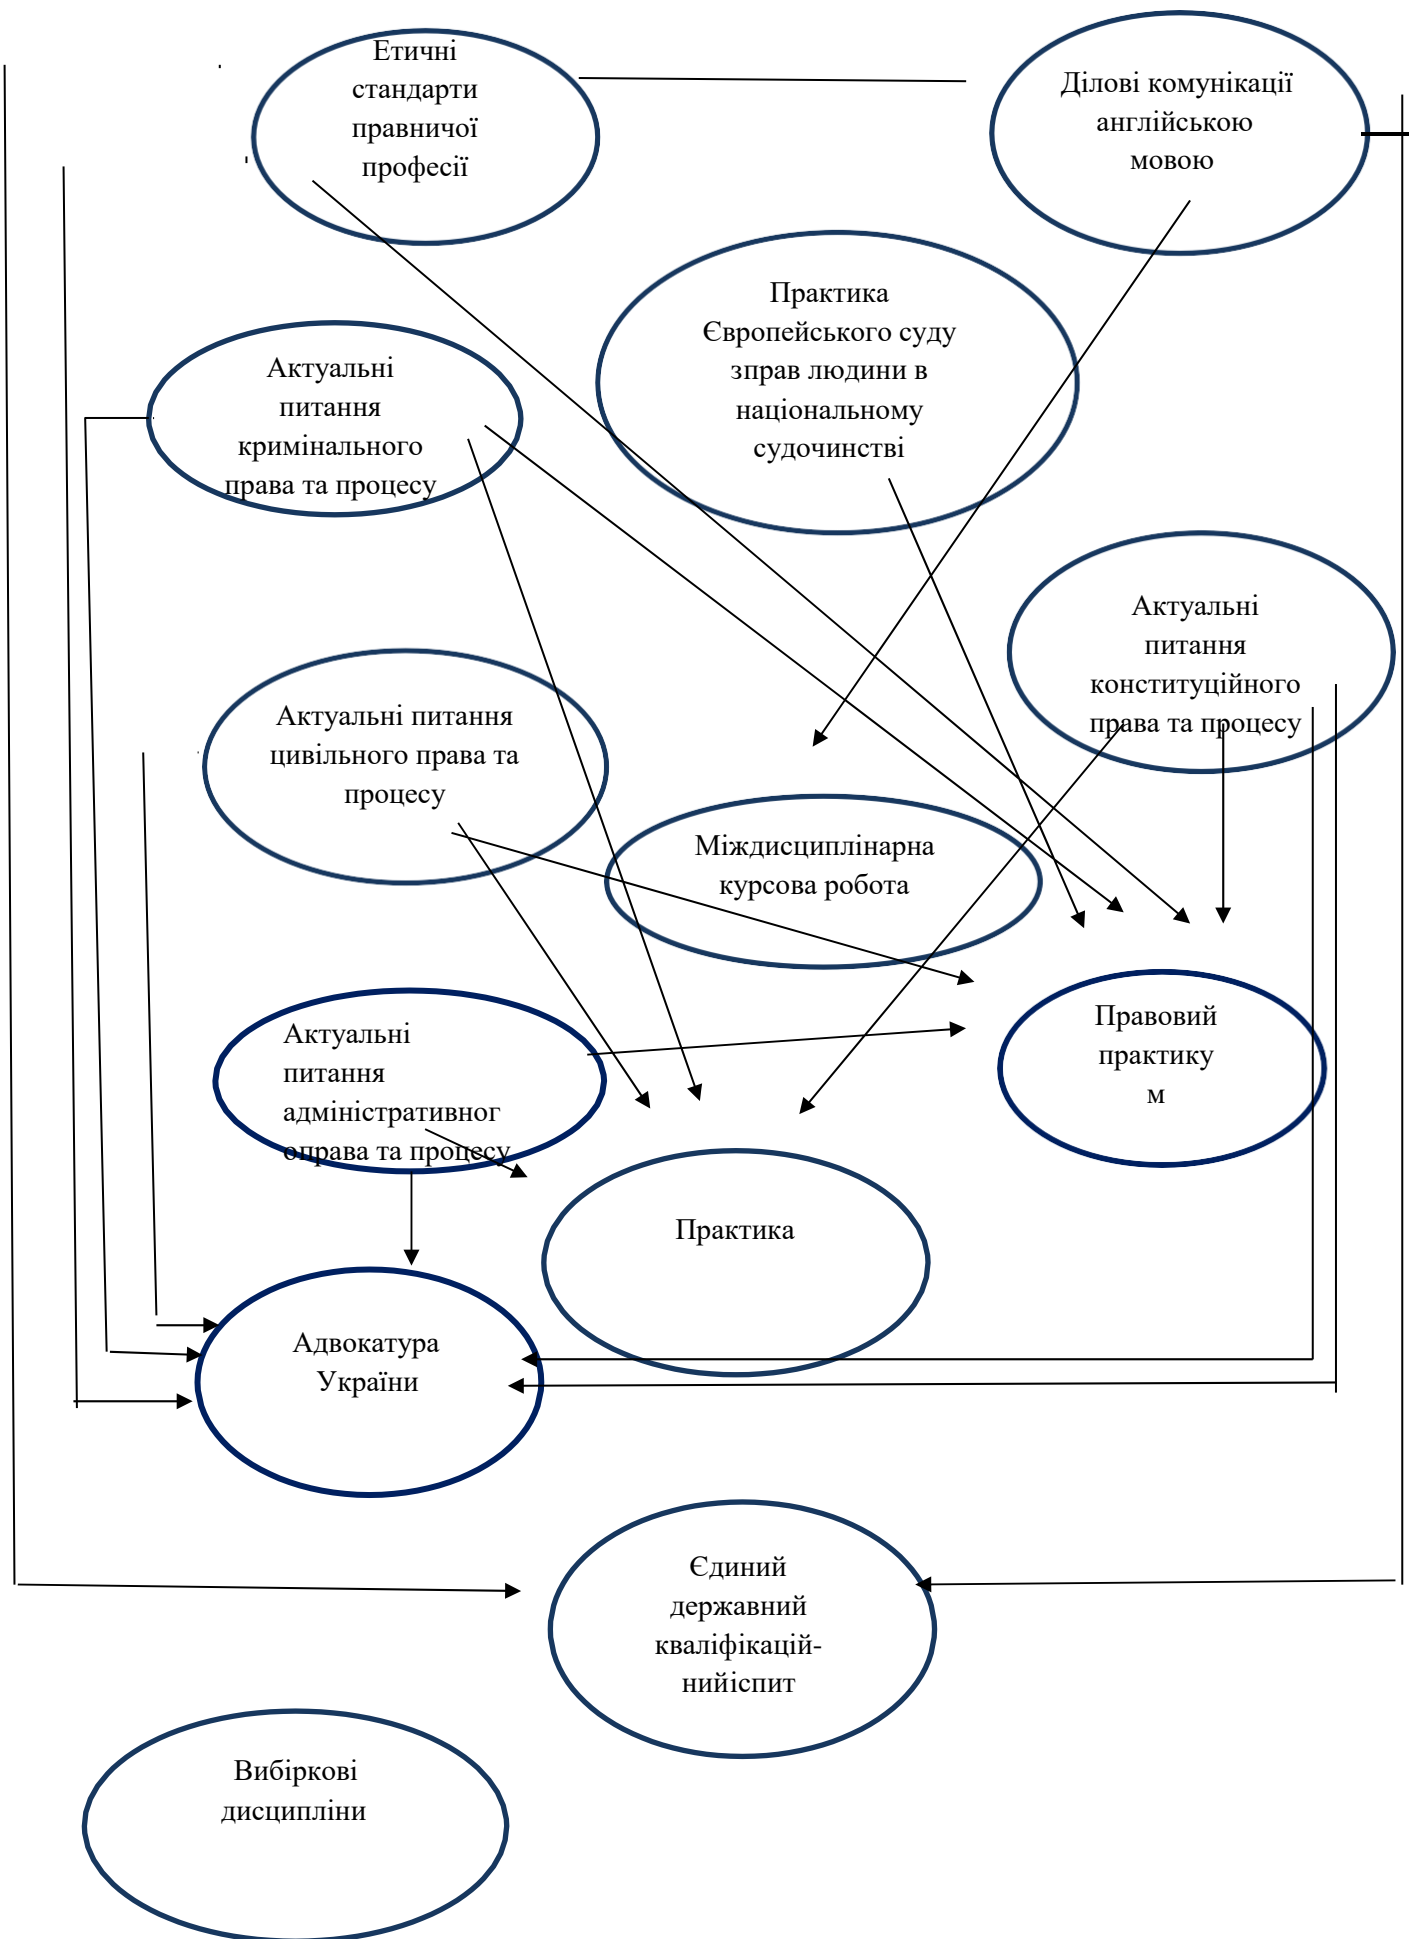 Етичні
стандарти
правничої
професії
Ділові комунікації
англійською
мовою
Практика
Європейського суду
зправ людини в
національному
судочинстві
Актуальні
питання
кримінального
права та процесу
Актуальні
питання
конституційного
права та процесу
Актуальні питання
цивільного права та
процесу
Міждисциплінарна
курсова робота
Актуальні
питання
адміністративног
оправа та процесу
Правовий
практику
м
Практика
Адвокатура
України
Єдиний
державний
кваліфікацій-
нийіспит
Вибіркові
дисципліни